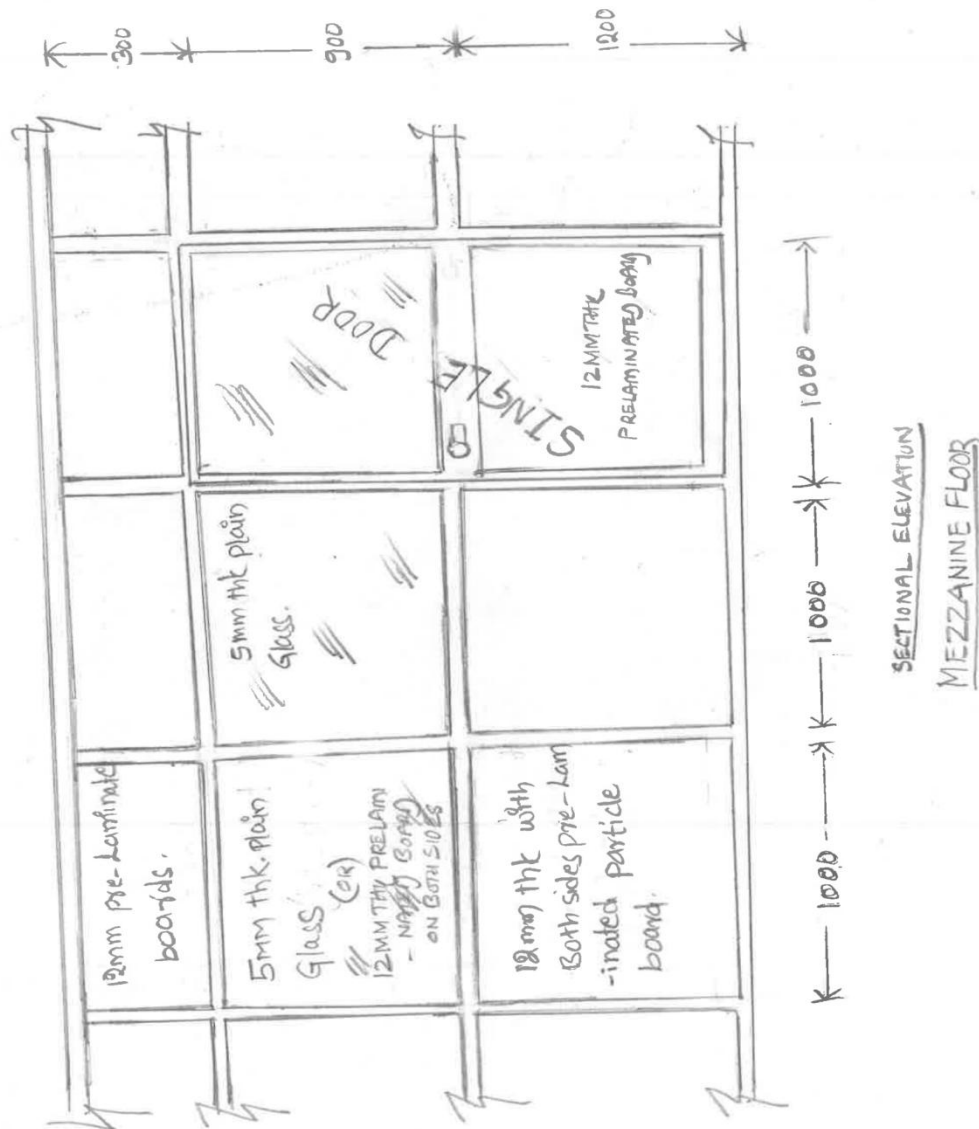 300
900
1200
12mm pre-Laminate
boards.
5mm thk. plain
Glass
(OR)
12MM THK PRELAMI
- NATED BOARD
ON BOTH SIDES
12mm thk with
Both sides pre-Lam
-inated particle
board.
5mm thk plain
Glass.
SINGLE
DOOR
12MM THK
PRELAMINATED BOARD
1000
1000
1000
SECTIONAL ELEVATION
MEZZANINE FLOOR